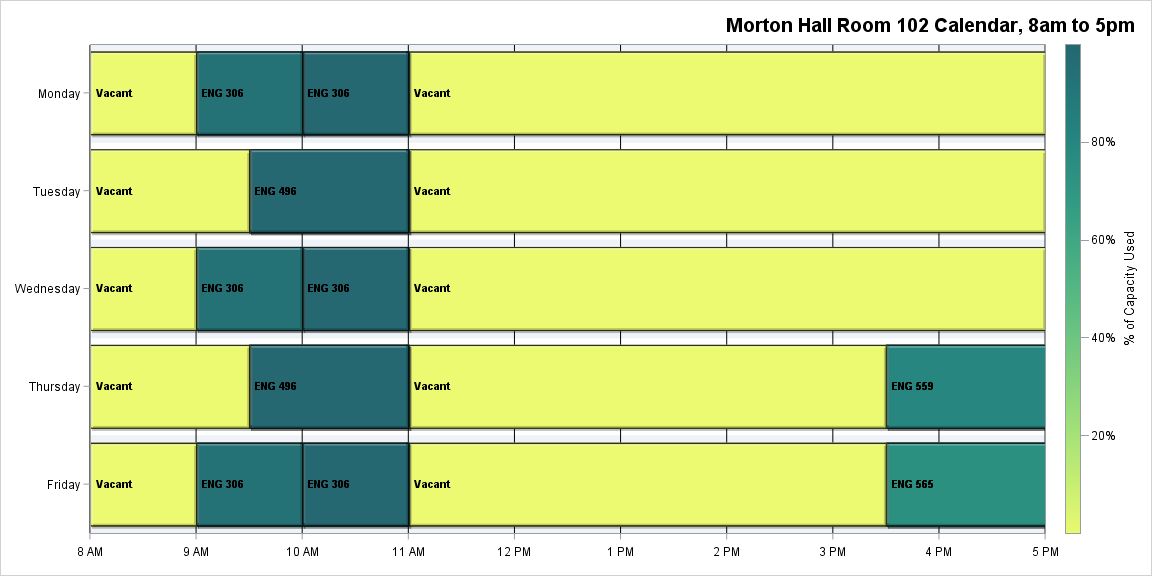 Morton Hall Room 102 Calendar, 8am to 5pm
Monday
Vacant
ENG 306
ENG 306
Vacant
Tuesday
Vacant
ENG 496
Vacant
Wednesday
Vacant
ENG 306
ENG 306
Vacant
Thursday
Vacant
ENG 496
Vacant
ENG 559
Friday
Vacant
ENG 306
ENG 306
Vacant
ENG 565
8 AM
9 AM
10 AM
11 AM
12 PM
1 PM
2 PM
3 PM
4 PM
5 PM
80%
60%
40%
20%
% of Capacity Used